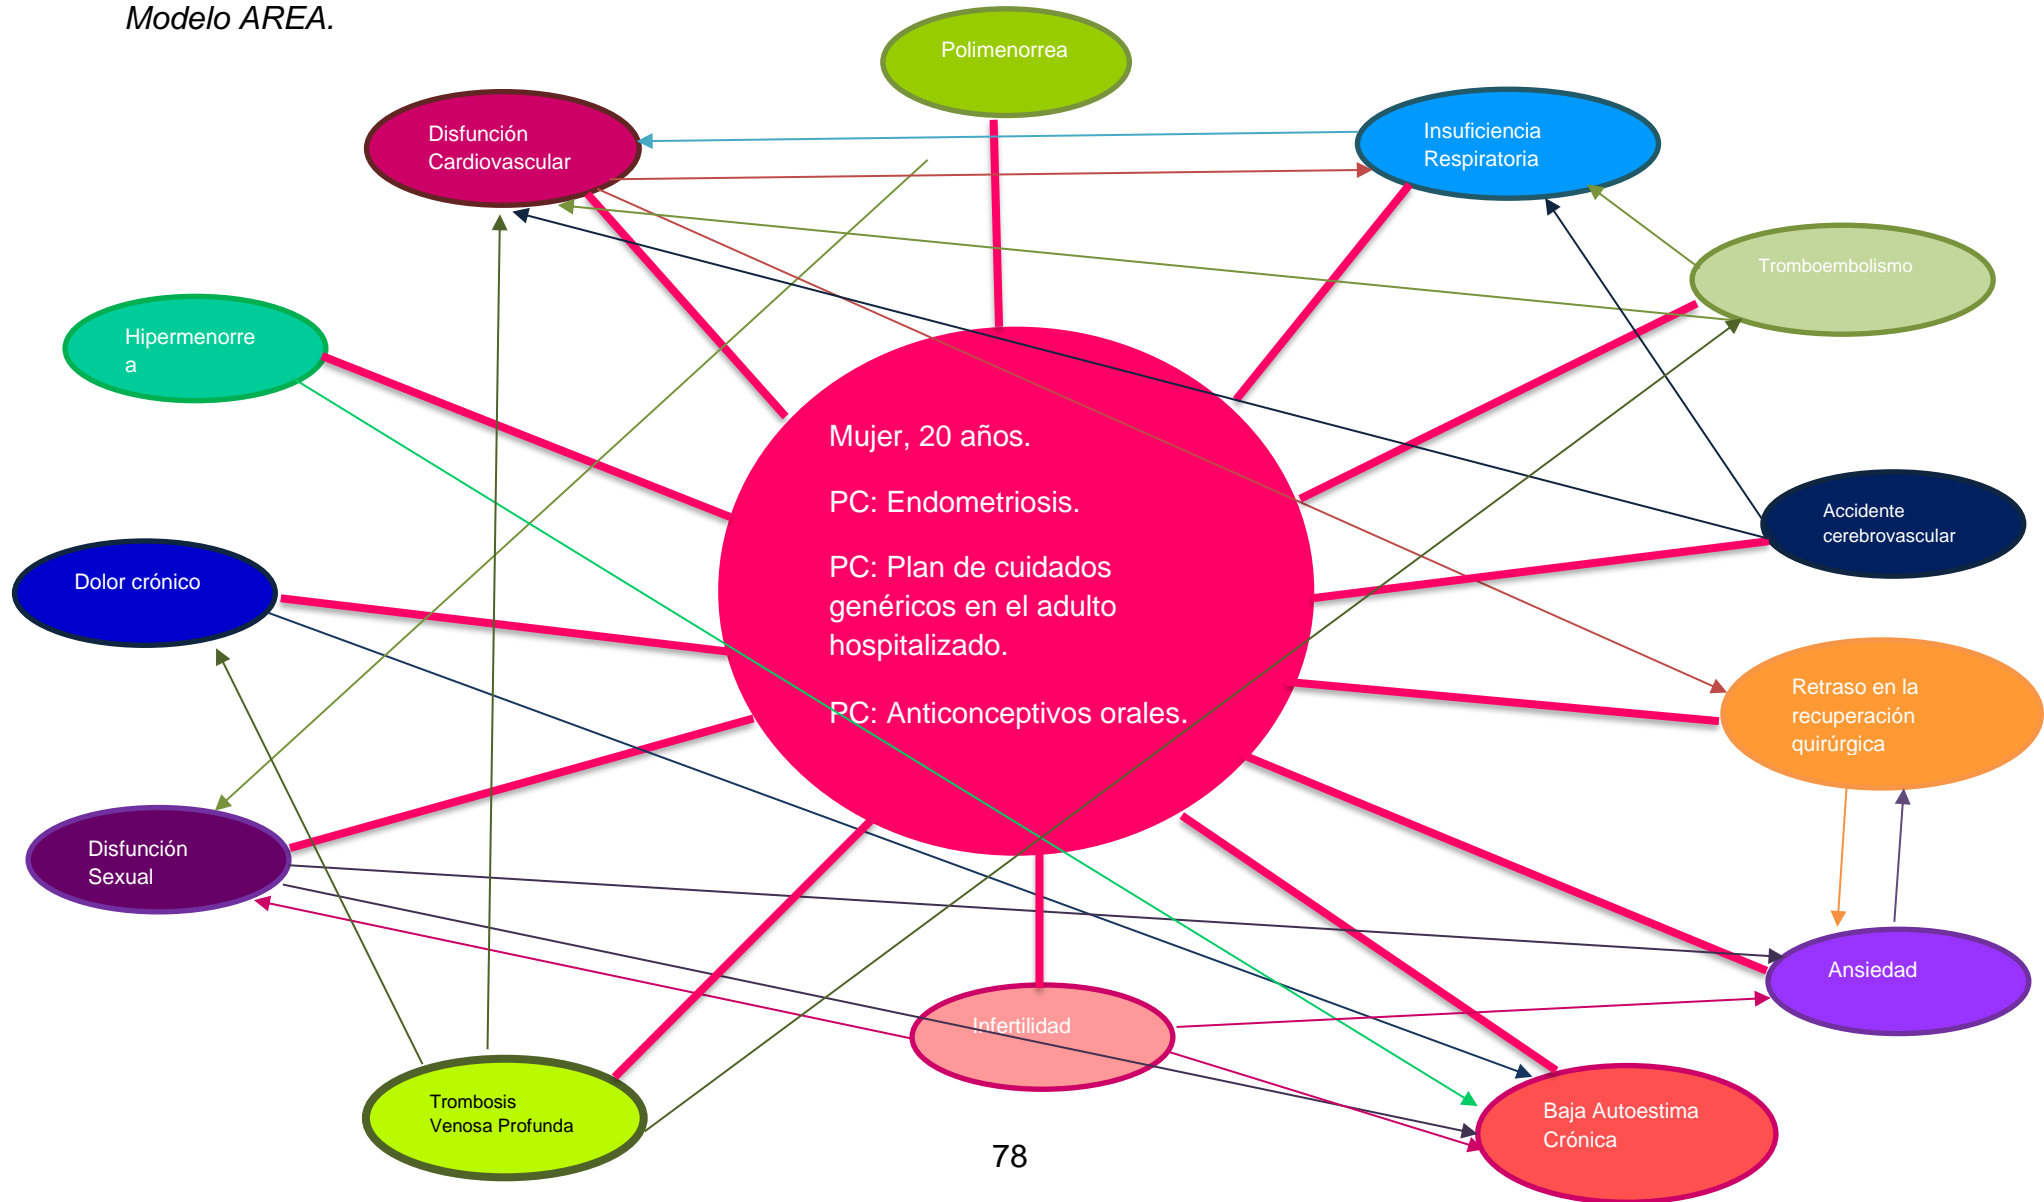 Modelo AREA.
Polimenorrea
Disfunción
Cardiovascular
Insuficiencia
Respiratoria
Tromboembolismo
Hipermenorre
a
Mujer, 20 años.
PC: Endometriosis.
PC: Plan de cuidados
genéricos en el adulto
hospitalizado.
PC: Anticonceptivos orales.
Accidente
cerebrovascular
Dolor crónico
Retraso en la
recuperación
quirúrgica
Disfunción
Sexual
Ansiedad
Infertilidad
Trombosis
Venosa Profunda
Baja Autoestima
Crónica
78